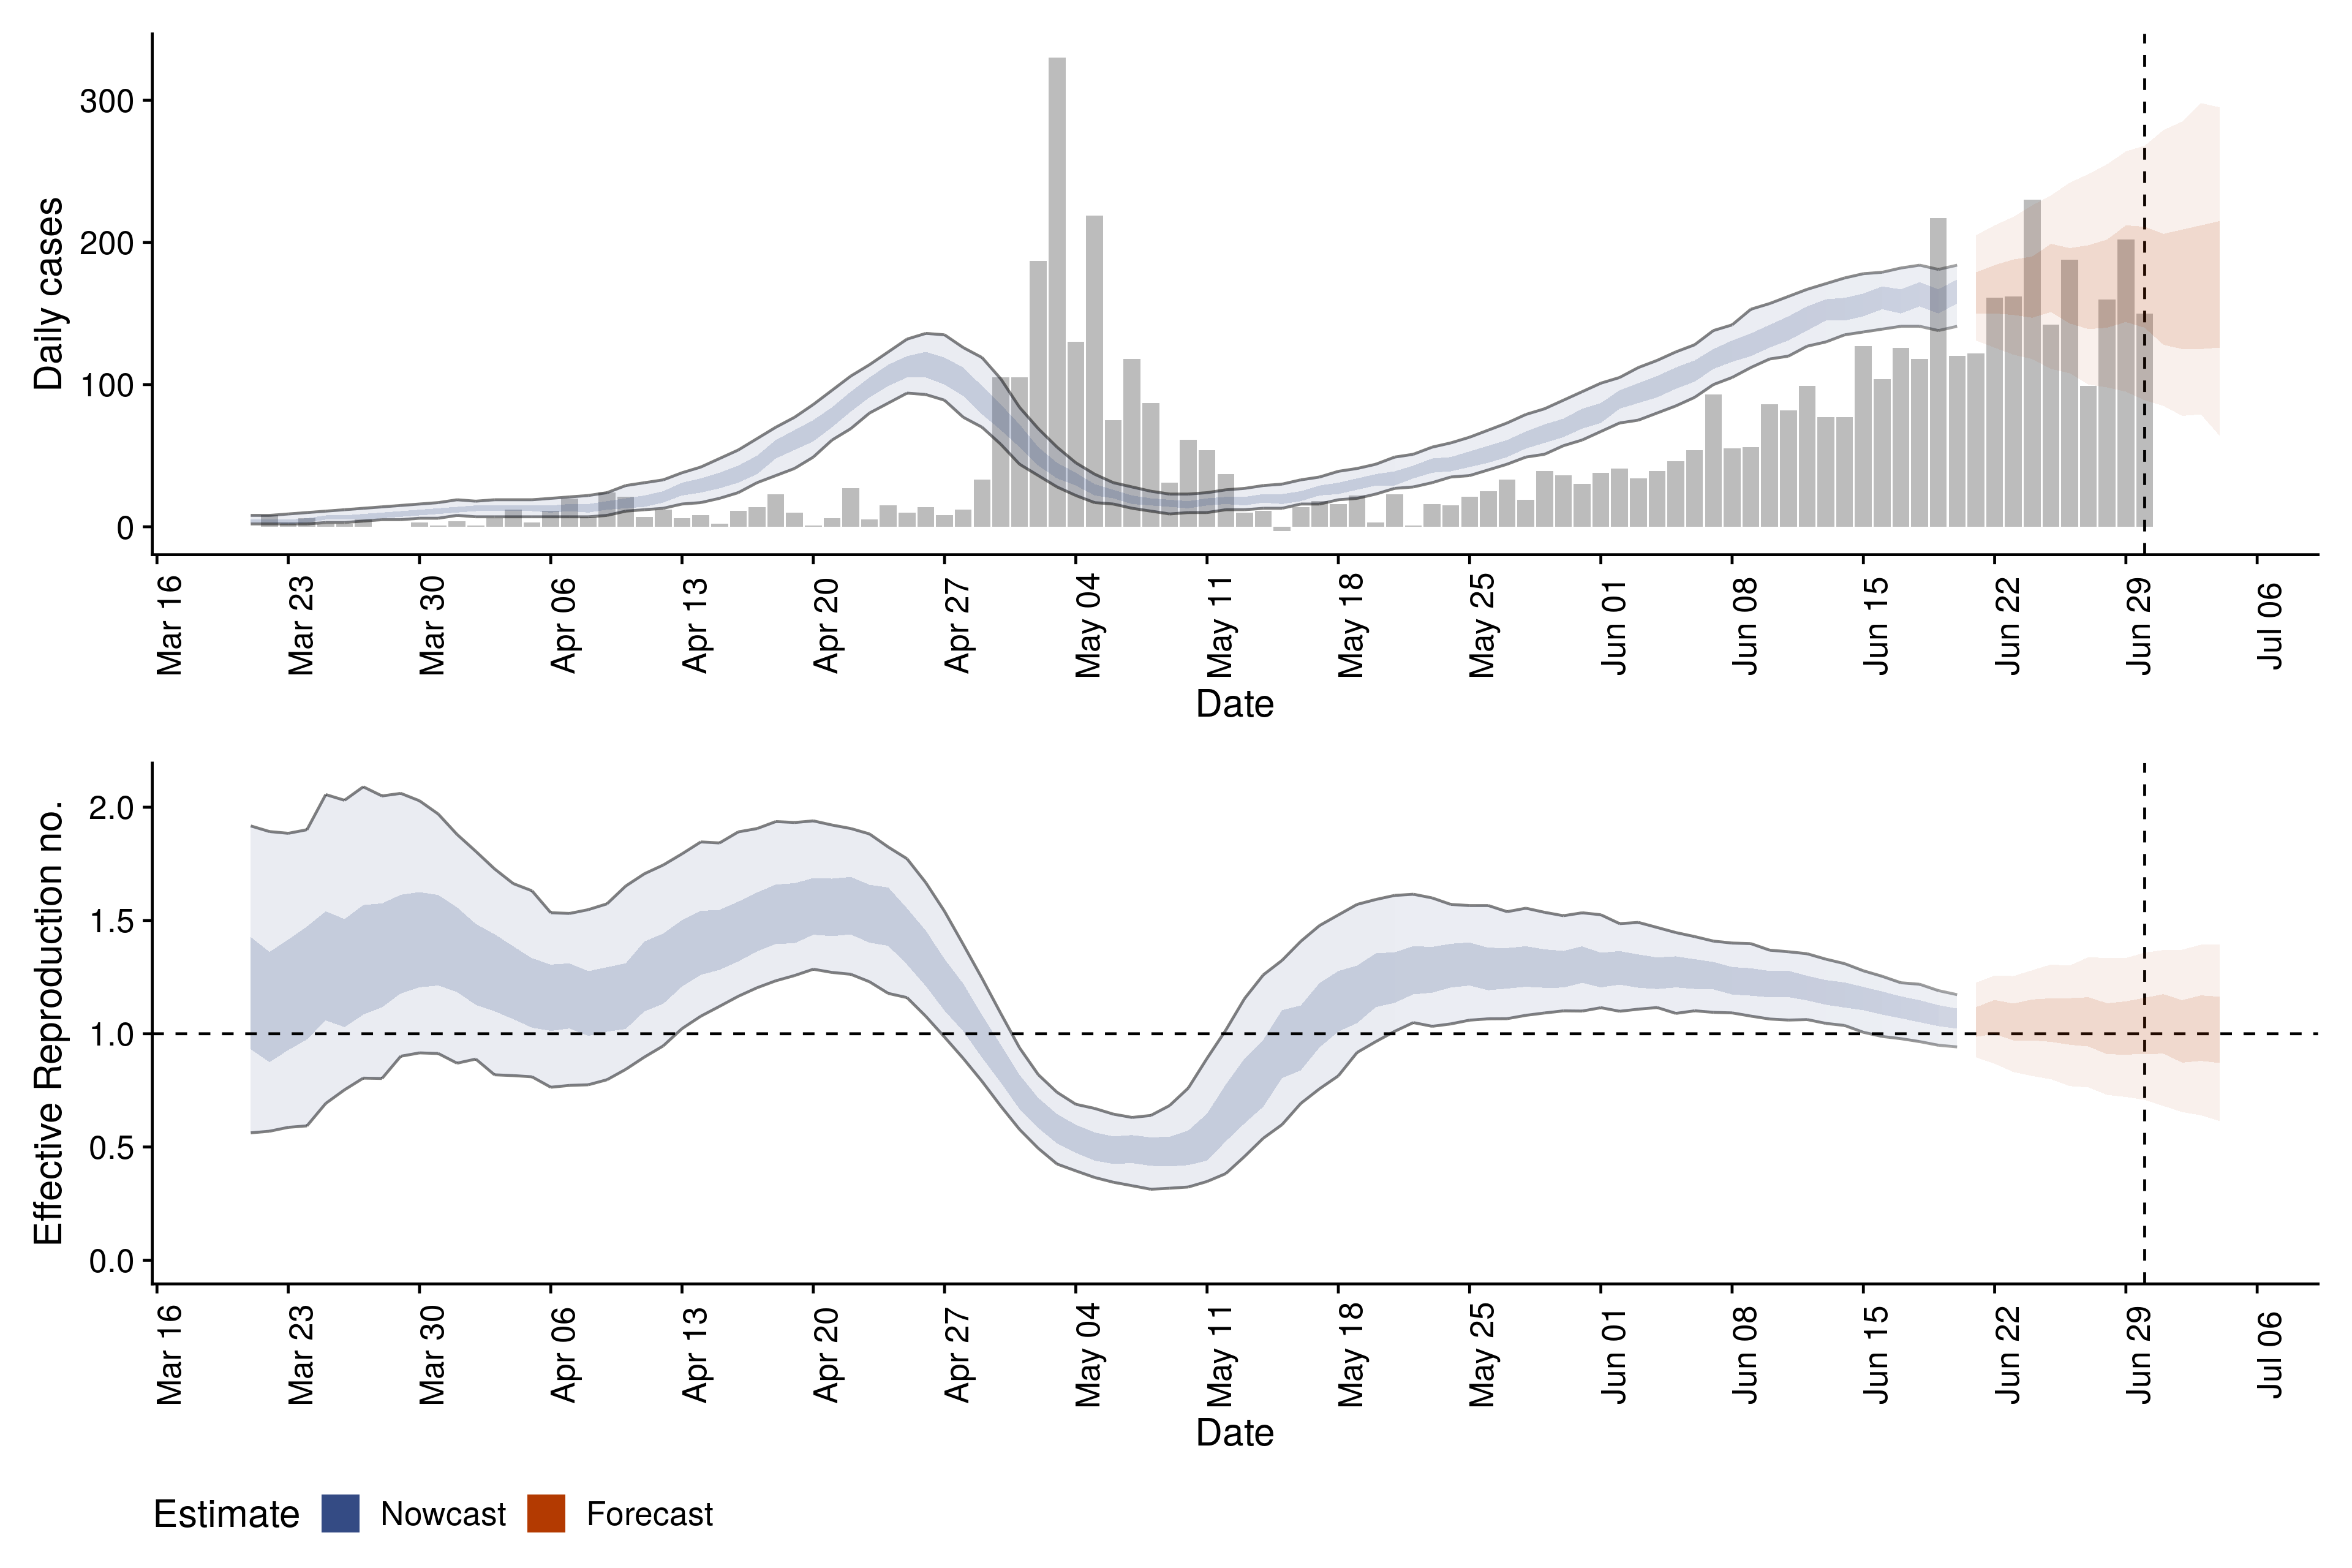 Daily cases
300
200
100
0
Mar 16
Mar 23
Mar 30
Apr 06
Apr 13
Apr 20
Apr 27
May 04
May 11
May 18
May 25
Jun 01
Jun 08
Jun 15
Jun 22
Jun 29
Jul 06
Date
Effective Reproduction no.
2.0
1.5
1.0
0.5
0.0
Mar 16
Mar 23
Mar 30
Apr 06
Apr 13
Apr 20
Apr 27
May 04
May 11
May 18
May 25
Jun 01
Jun 08
Jun 15
Jun 22
Jun 29
Jul 06
Date
Estimate Nowcast Forecast